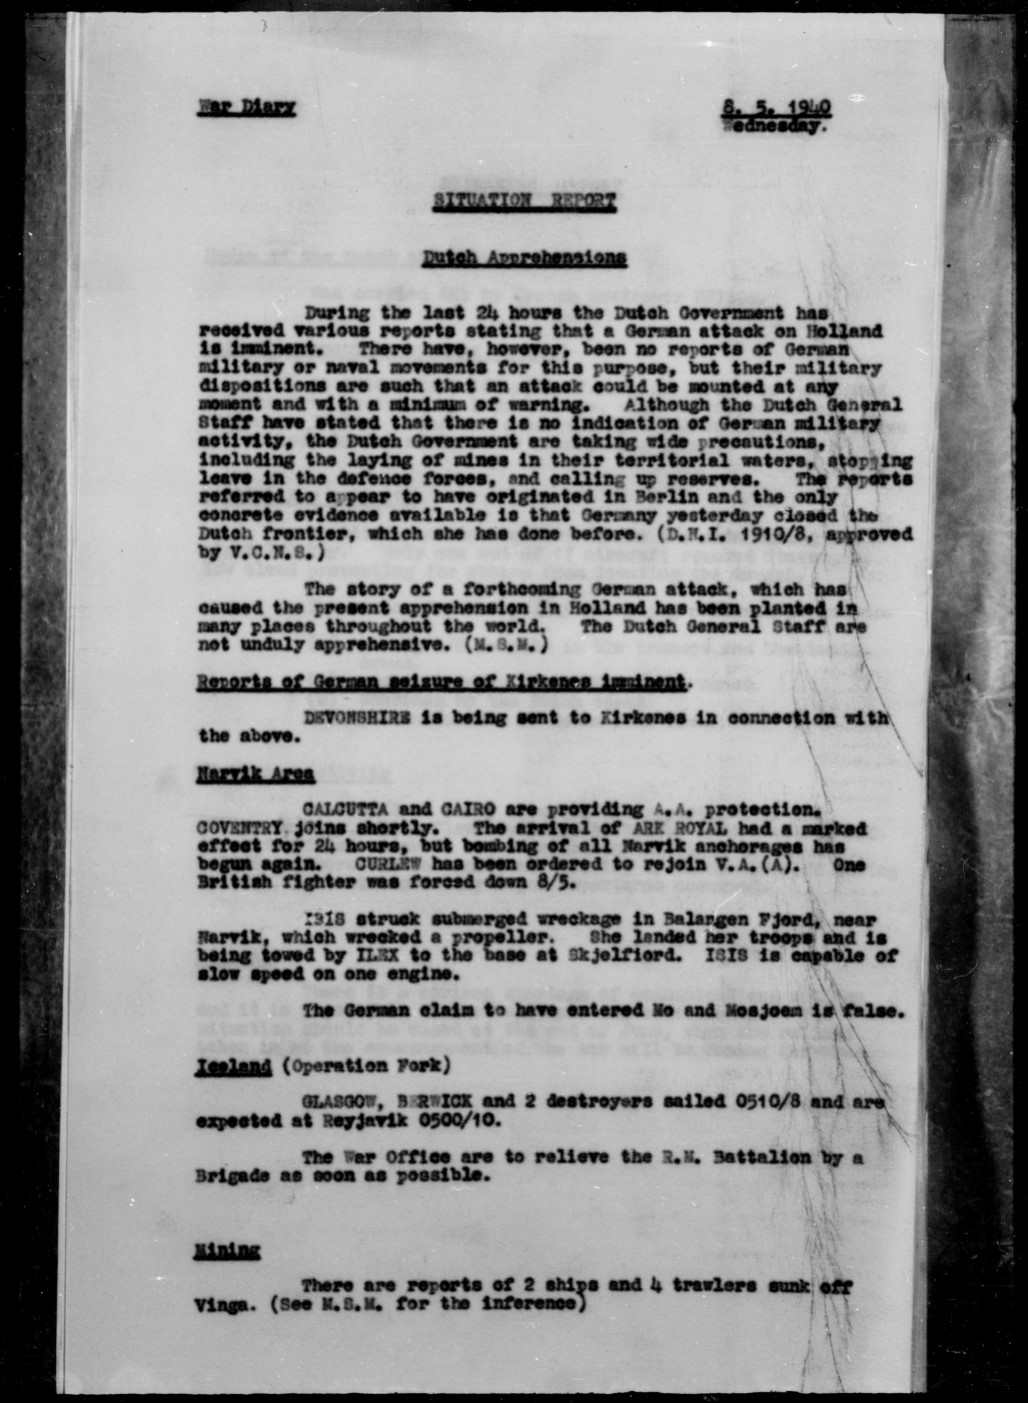 War Diary
8. 5. 1940
Wednesday.
SITUATION REPORT
Dutch Apprehensions
During the last 24 hours the Dutch Government has
received various reports stating that a German attack on Holland
is imminent. There have, however, been no reports of German
military or naval movements for this purpose, but their military
dispositions are such that an attack could be mounted at any
moment and with a minimum of warning. Although the Dutch General
Staff have stated that there is no indication of German military
activity, the Dutch Government are taking wide precautions,
including the laying of mines in their territorial waters, stopping
leave in the defence forces, and calling up reserves. The reports
referred to appear to have originated in Berlin and the only
concrete evidence available is that Germany yesterday closed the
Dutch frontier, which she has done before. (D.N.I. 1910/8, approved
by V.C.N.S.)
The story of a forthcoming German attack, which has
caused the present apprehension in Holland has been planted in
many places throughout the world. The Dutch General Staff are
not unduly apprehensive. (M.S.M.)
Reports of German seizure of Kirkenes imminent.
DEVONSHIRE is being sent to Kirkenes in connection with
the above.
Narvik Area
CALCUTTA and CAIRO are providing A.A. protection.
COVENTRY joins shortly. The arrival of ARK ROYAL had a marked
effect for 24 hours, but bombing of all Narvik anchorages has
begun again. CURLEW has been ordered to rejoin V.A.(A). One
British fighter was forced down 8/5.
ISIS struck submerged wreckage in Balangen Fjord, near
Narvik, which wrecked a propeller. She landed her troops and is
being towed by ILEX to the base at Skjelfiord. ISIS is capable of
slow speed on one engine.
The German claim to have entered Mo and Mosjoen is false.
Iceland (Operation Fork)
GLASGOW, BERWICK and 2 destroyers sailed 0510/8 and are
expected at Reyjavik 0500/10.
The War Office are to relieve the R.M. Battalion by a
Brigade as soon as possible.
Mining
There are reports of 2 ships and 4 trawlers sunk off
Vinga. (See M.S.M. for the inference)